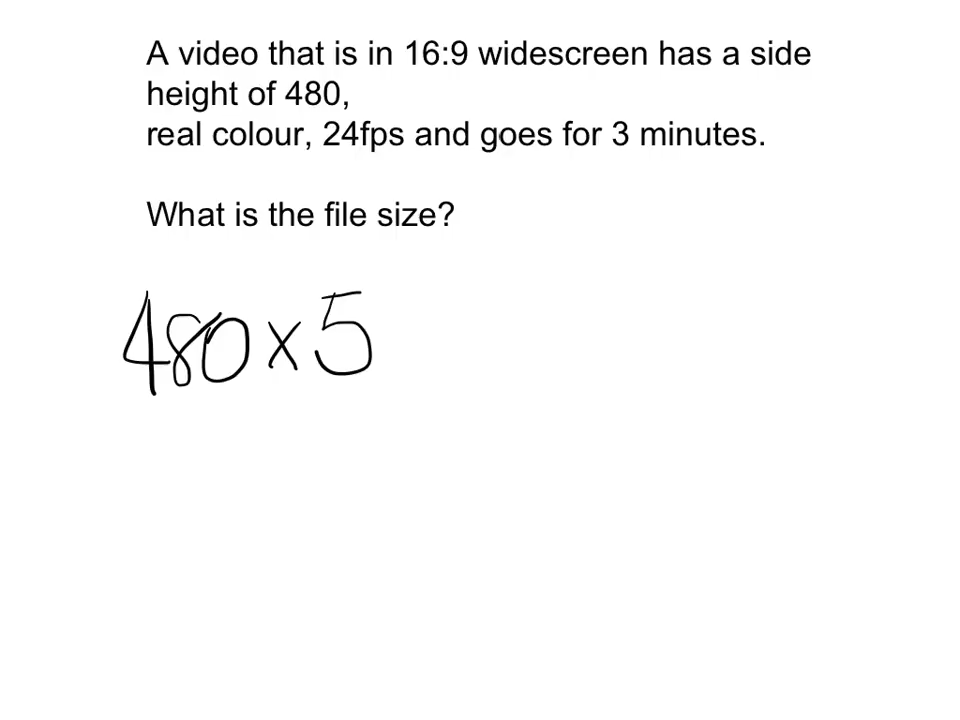 A video that is in 16:9 widescreen has a side
height of 480,
real colour, 24fps and goes for 3 minutes.
What is the file size?
480 x 5